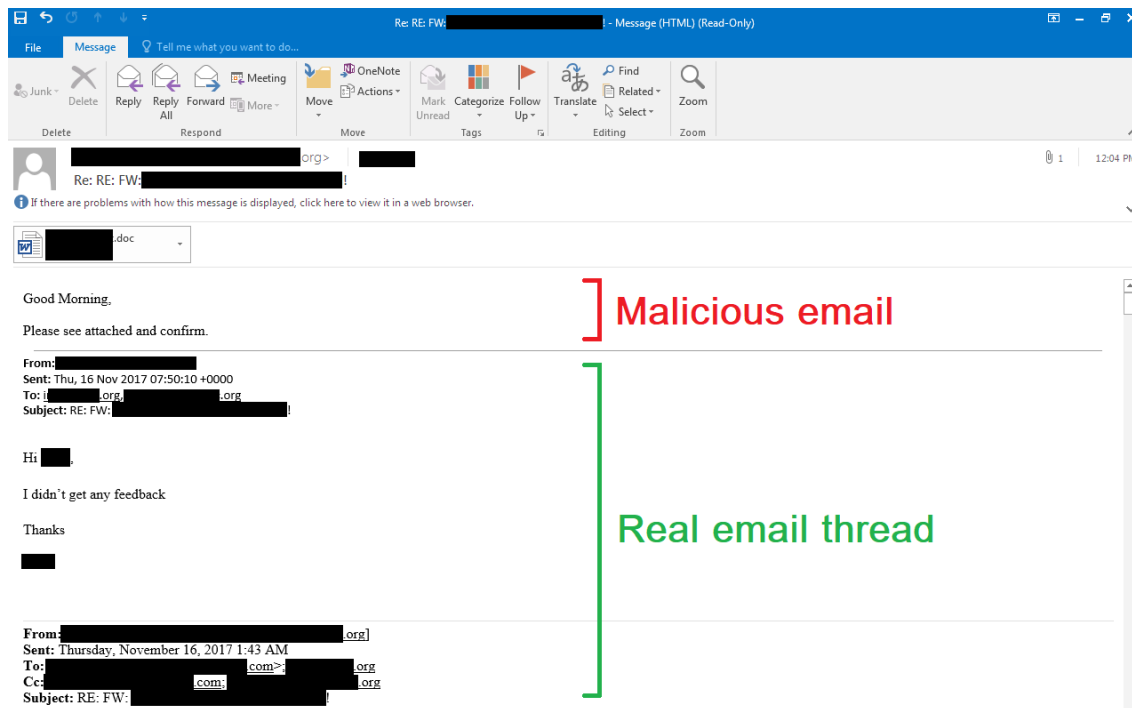 Re: RE: FW: ! - Message (HTML) (Read-Only)
File Message Tell me what you want to do...
Junk Delete Reply Reply All Forward Meeting More Move OneNote Actions Mark Unread Categorize Follow Up Translate Find Related Select Zoom
Delete Respond Move Tags Editing Zoom
org>
1 12:04 PM
Re: RE: FW: !
If there are problems with how this message is displayed, click here to view it in a web browser.
.doc
Good Morning,
Malicious email
Please see attached and confirm.
From:
Sent: Thu, 16 Nov 2017 07:50:10 +0000
To: i .org, .org
Subject: RE: FW: !
Hi ,
I didn't get any feedback
Real email thread
Thanks
From: .org]
Sent: Thursday, November 16, 2017 1:43 AM
To: .com>; .org
Cc: .com; .org
Subject: RE: FW: !